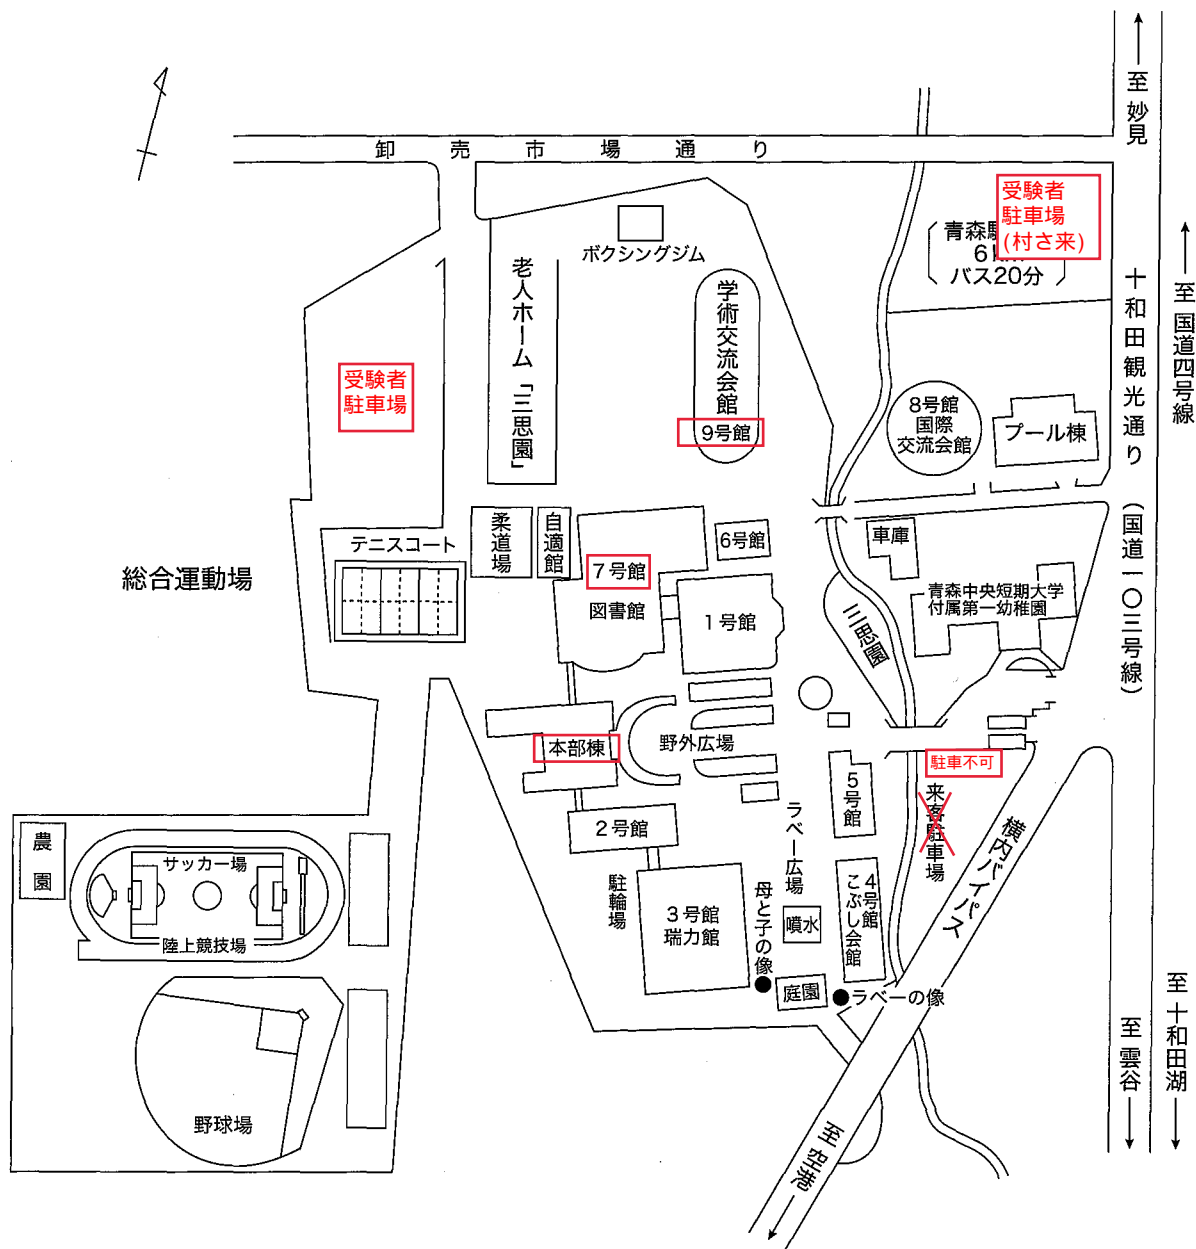 至 妙見
卸売市場通り
受験者
駐車場
(村さ来)
青森駅
6km
バス20分
至 国道四号線
ボクシングジム
老人ホーム「三思園」
学術交流会館
9号館
十和田観光通り(国道一〇三号線)
受験者
駐車場
8号館
国際
交流会館
プール棟
柔道場
自適館
6号館
車庫
テニスコート
総合運動場
7号館
図書館
1号館
青森中央短期大学
付属第一幼稚園
三思園
本部棟
野外広場
駐車不可
来客駐車場
5号館
2号館
ラベー広場
横内バイパス
農園
サッカー場
陸上競技場
駐輪場
3号館
瑞力館
母と子の像
噴水
4号館
こぶし会館
庭園
ラベーの像
至 十和田湖
至 雲谷
野球場
至 空港